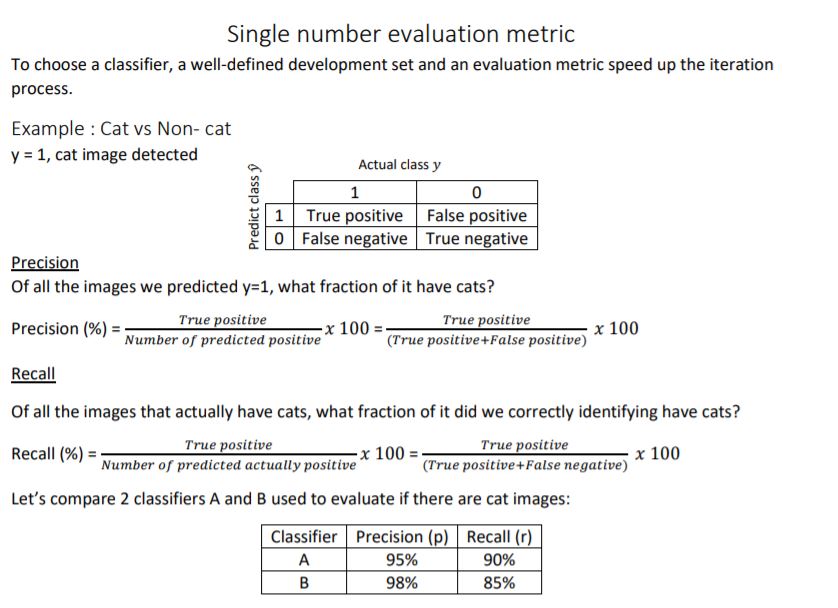 Single number evaluation metric
To choose a classifier, a well-defined development set and an evaluation metric speed up the iteration
process.
Example : Cat vs Non- cat
y = 1, cat image detected
Actual class y
Predict class ŷ
1 0
1 True positive False positive
0 False negative True negative
Precision
Of all the images we predicted y=1, what fraction of it have cats?
Precision (%) = True positive / Number of predicted positive x 100 = True positive / (True positive+False positive) x 100
Recall
Of all the images that actually have cats, what fraction of it did we correctly identifying have cats?
Recall (%) = True positive / Number of predicted actually positive x 100 = True positive / (True positive+False negative) x 100
Let's compare 2 classifiers A and B used to evaluate if there are cat images:
Classifier Precision (p) Recall (r)
A 95% 90%
B 98% 85%